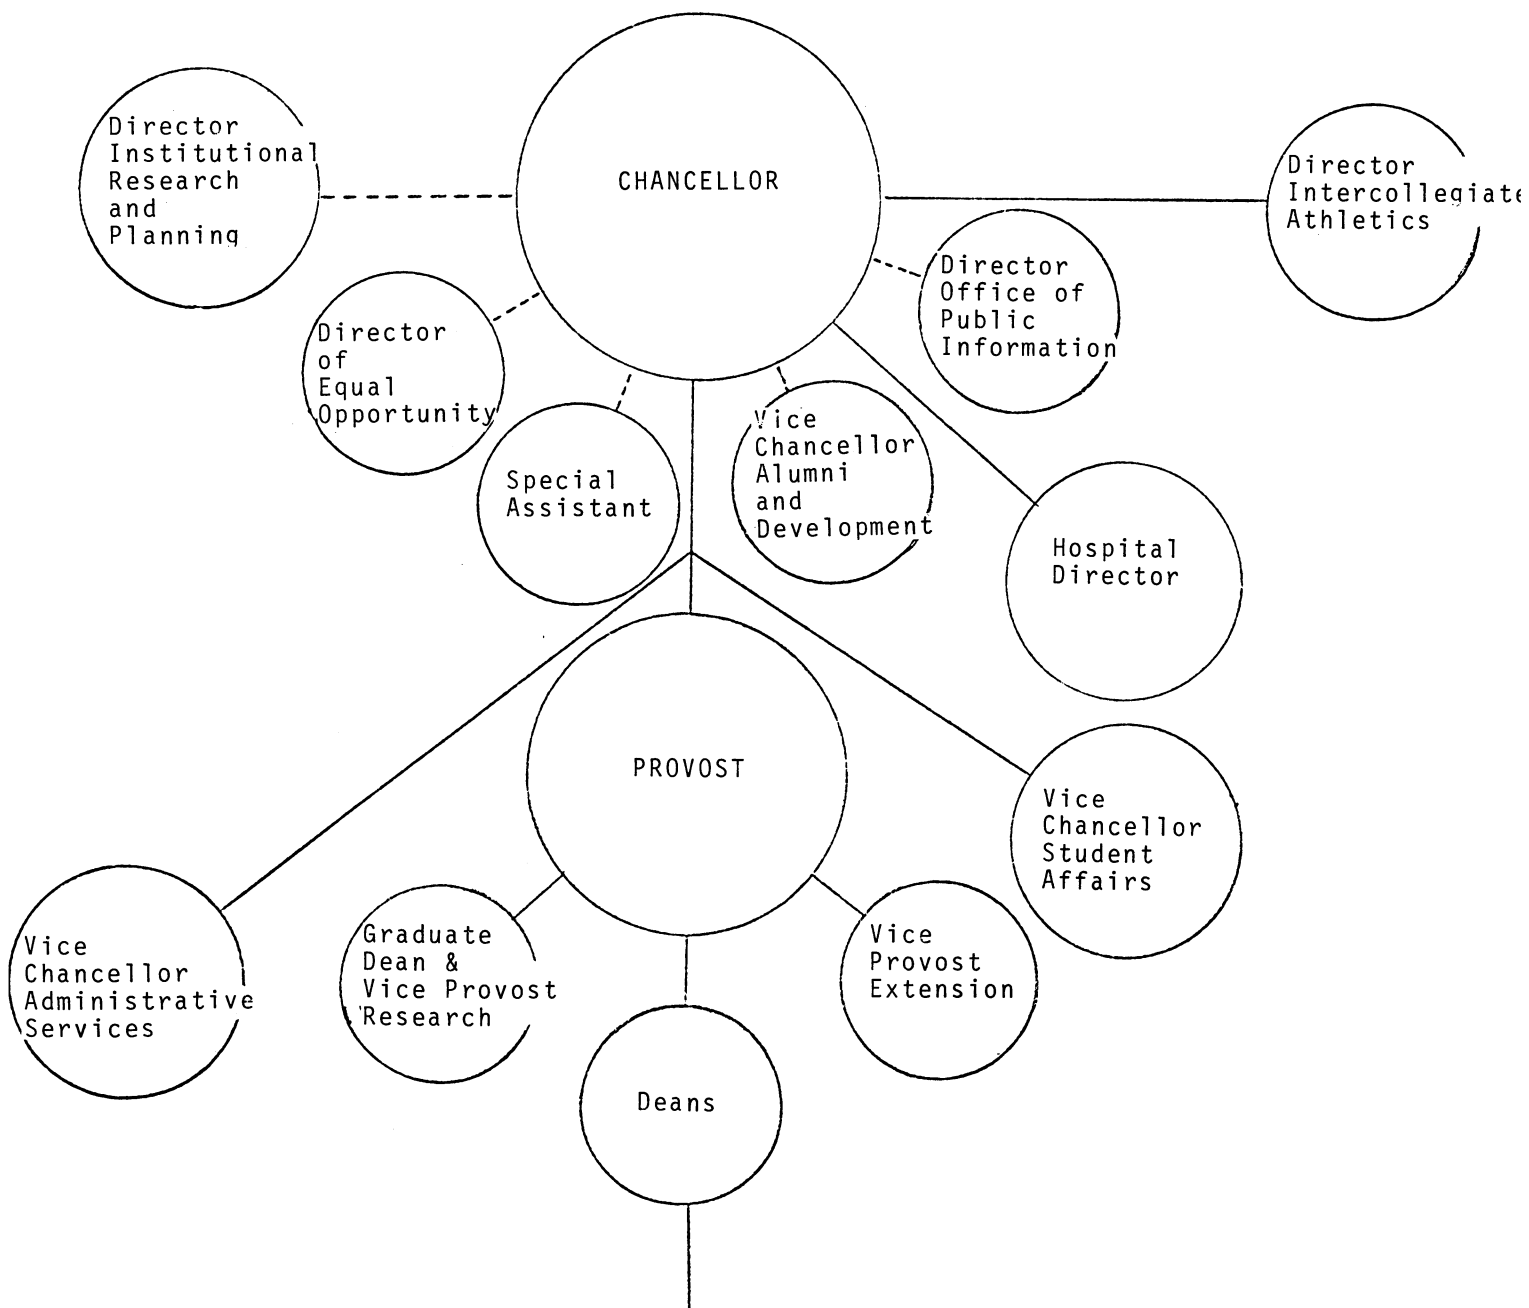 CHANCELLOR
Director
Institutional
Research
and
Planning
Director
Intercollegiate
Athletics
Director
Office of
Public
Information
Director
of
Equal
Opportunity
Special
Assistant
Vice
Chancellor
Alumni
and
Development
Hospital
Director
PROVOST
Vice
Chancellor
Student
Affairs
Vice
Chancellor
Administrative
Services
Graduate
Dean &
Vice Provost
Research
Vice
Provost
Extension
Deans